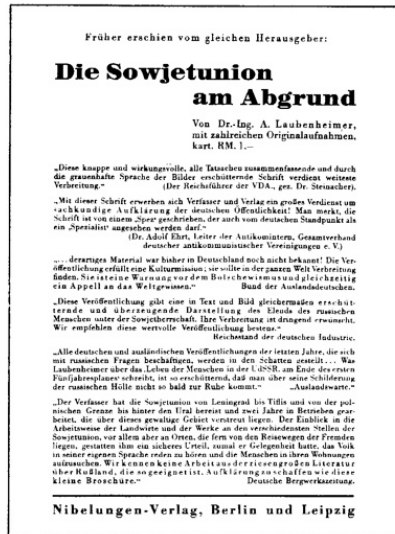 Früher erschien vom gleichen Herausgeber:
Die Sowjetunion
am Abgrund
Von Dr.-Ing. A. Laubenheimer,
mit zahlreichen Originalaufnahmen,
kart. RM. 1.—
„Diese knappe und wirkungsvolle, alle Tatsachen zusammenfassende und durch
die grauenhafte Sprache der Bilder erschütternde Schrift verdient weiteste
Verbreitung.“ (Der Reichsführer des VDA., gez. Dr. Steinacher).
„Mit dieser Schrift erwerben sich Verfasser und Verlag ein großes Verdienst um
sachkundige Aufklärung der deutschen Öffentlichkeit! Man merkt, die
Schrift ist von einem ‚Spez‘ geschrieben, der auch vom deutschen Standpunkt als
ein ‚Spezialist‘ angesehen werden darf.“
(Dr. Adolf Ehrt, Leiter der Antikomintern, Gesamtverband
deutscher antikommunistischer Vereinigungen e. V.)
„... derartiges Material war bisher in Deutschland noch nicht bekannt! Die Ver-
öffentlichung erfüllt eine Kulturmission; sie sollte in der ganzen Welt Verbreitung
finden. Sie ist eine Warnung vor dem Bolschewismus und gleichzeitig
ein Appell an das Weltgewissen.“ Bund der Auslandsdeutschen.
„Diese Veröffentlichung gibt eine in Text und Bild gleichermaßen erschüt-
ternde und überzeugende Darstellung des Elends des russischen
Menschen unter der Sowjetherrschaft. Ihre Verbreitung ist dringend erwünscht.
Wir empfehlen diese wertvolle Veröffentlichung bestens.“
Reichsstand der deutschen Industrie.
„Alle deutschen und ausländischen Veröffentlichungen der letzten Jahre, die sich
mit russischen Fragen beschäftigen, werden in den Schatten gestellt ... Was
Laubenheimer über das ‚Leben der Menschen in der UdSSR. am Ende des ersten
Fünfjahresplanes‘ schreibt, ist so erschütternd, daß man über seine Schilderung
der russischen Hölle nicht so bald zur Ruhe kommt.“ „Auslandswarte.“
„Der Verfasser hat die Sowjetunion von Leningrad bis Tiflis und von der pol-
nischen Grenze bis hinter den Ural bereist und zwei Jahre in Betrieben gear-
beitet, die über dieses gewaltige Gebiet verstreut liegen. Der Einblick in die
Arbeitsweise der Landwirte und der Werke an den verschiedensten Stellen der
Sowjetunion, vor allem aber an Orten, die fern von den Reisewegen der Fremden
liegen, gestatten ihm ein sicheres Urteil, zumal er Gelegenheit hatte, das Volk
in seiner eigenen Sprache reden zu hören und die Menschen in ihren Wohnungen
aufzusuchen. Wir kennen keine Arbeit aus der riesengroßen Literatur
über Rußland, die so geeignet ist, Aufklärung zu schaffen wie diese
kleine Broschüre.“ Deutsche Bergwerkszeitung.
Nibelungen-Verlag, Berlin und Leipzig